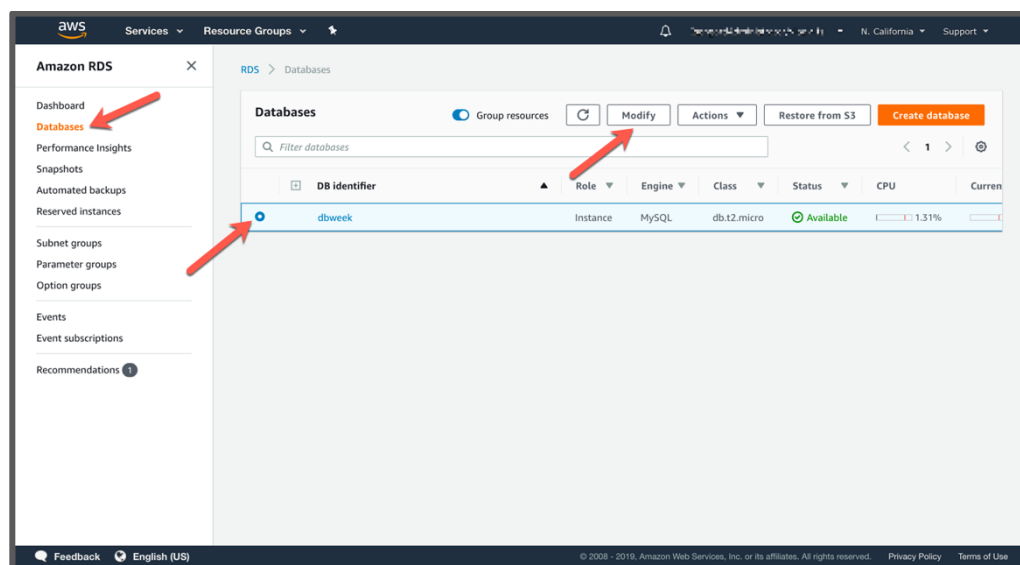 aws Services Resource Groups N. California Support
Amazon RDS
Dashboard
Databases
Performance Insights
Snapshots
Automated backups
Reserved instances
Subnet groups
Parameter groups
Option groups
Events
Event subscriptions
Recommendations 1
RDS > Databases
Databases Group resources Modify Actions Restore from S3 Create database
Filter databases 1
DB identifier Role Engine Class Status CPU Curren
dbweek Instance MySQL db.t2.micro Available 1.31%
Feedback English (US) © 2008 - 2019, Amazon Web Services, Inc. or its affiliates. All rights reserved. Privacy Policy Terms of Use